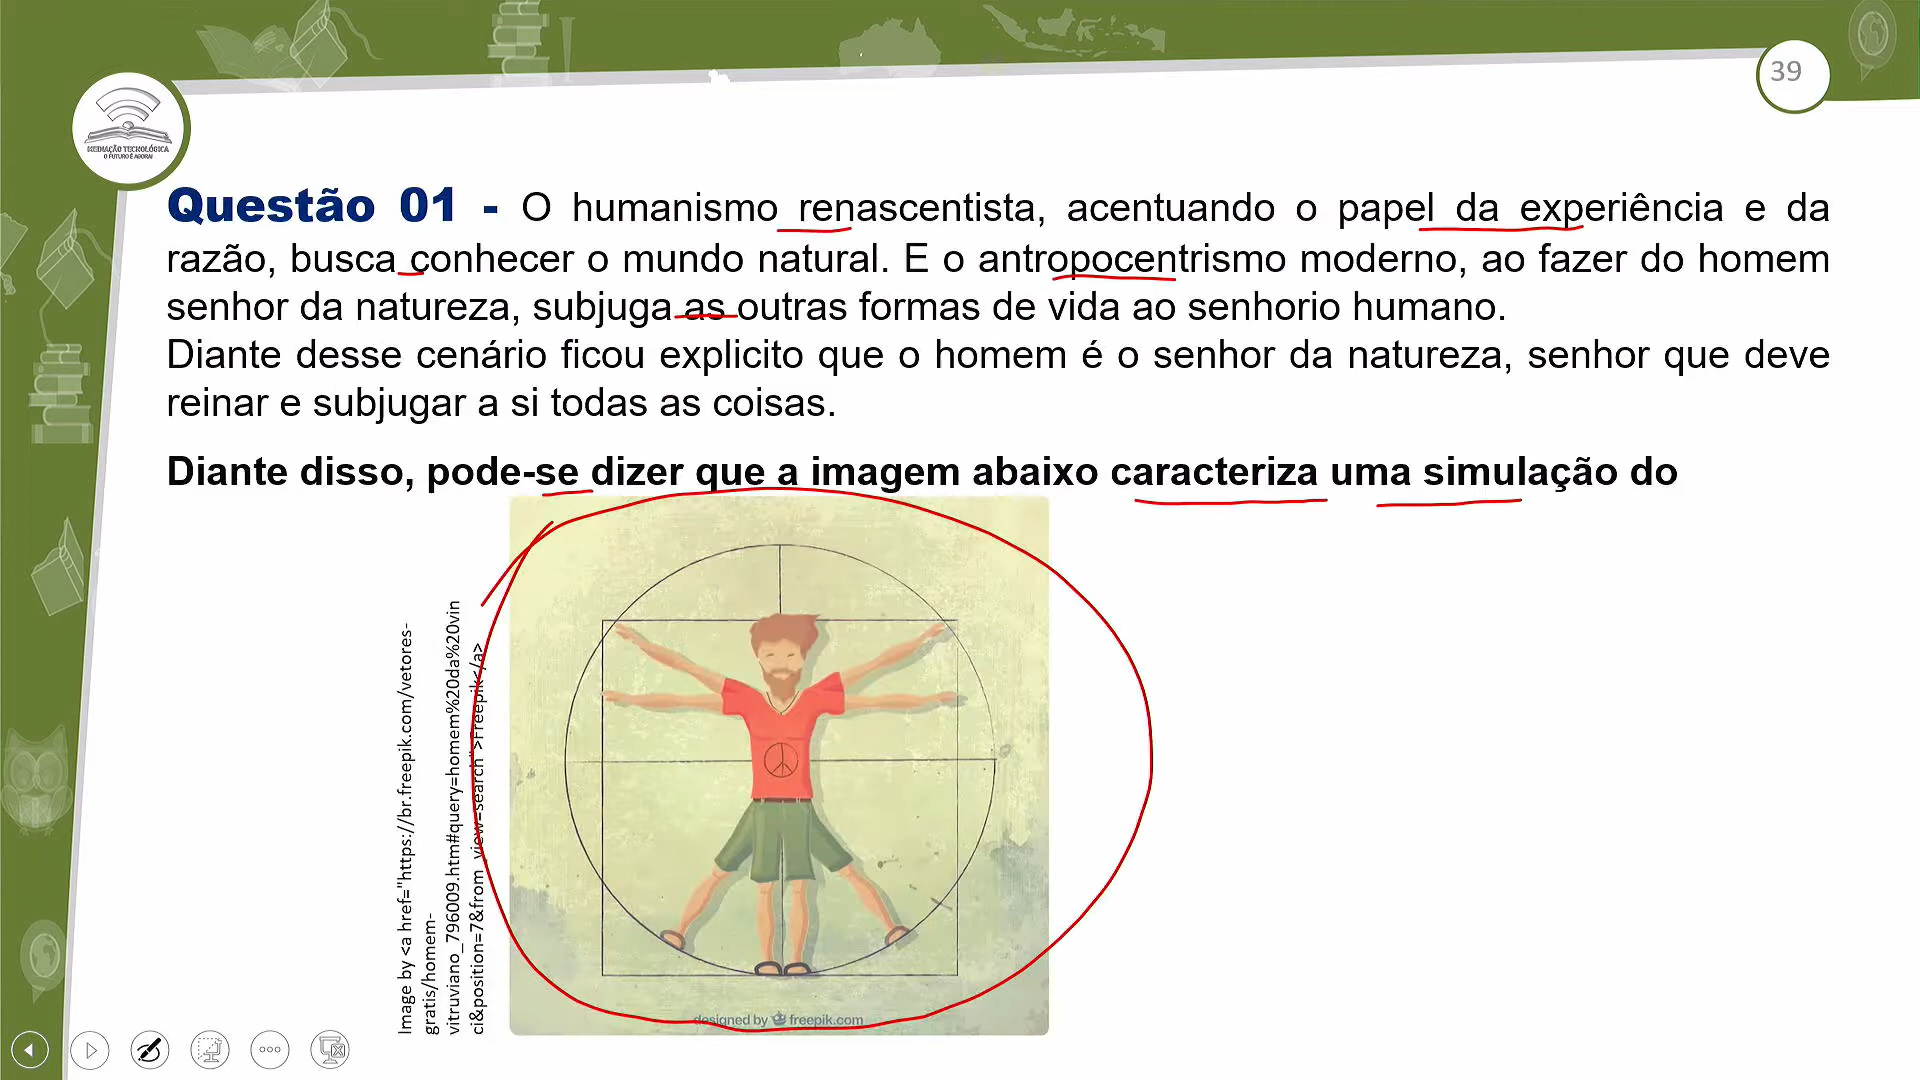 39
MEDIAÇÃO TECNOLÓGICA
O FUTURO É AGORA!
Questão 01 - O humanismo renascentista, acentuando o papel da experiência e da
razão, busca conhecer o mundo natural. E o antropocentrismo moderno, ao fazer do homem
senhor da natureza, subjuga as outras formas de vida ao senhorio humano.
Diante desse cenário ficou explicito que o homem é o senhor da natureza, senhor que deve
reinar e subjugar a si todas as coisas.
Diante disso, pode-se dizer que a imagem abaixo caracteriza uma simulação do
Image by <a href="https://br.freepik.com/vetores-
gratis/homem-
vitruviano_796009.htm#query=homem%20da%20vin
ci&position=7&from_view=search">Freepik</a>
designed by freepik.com